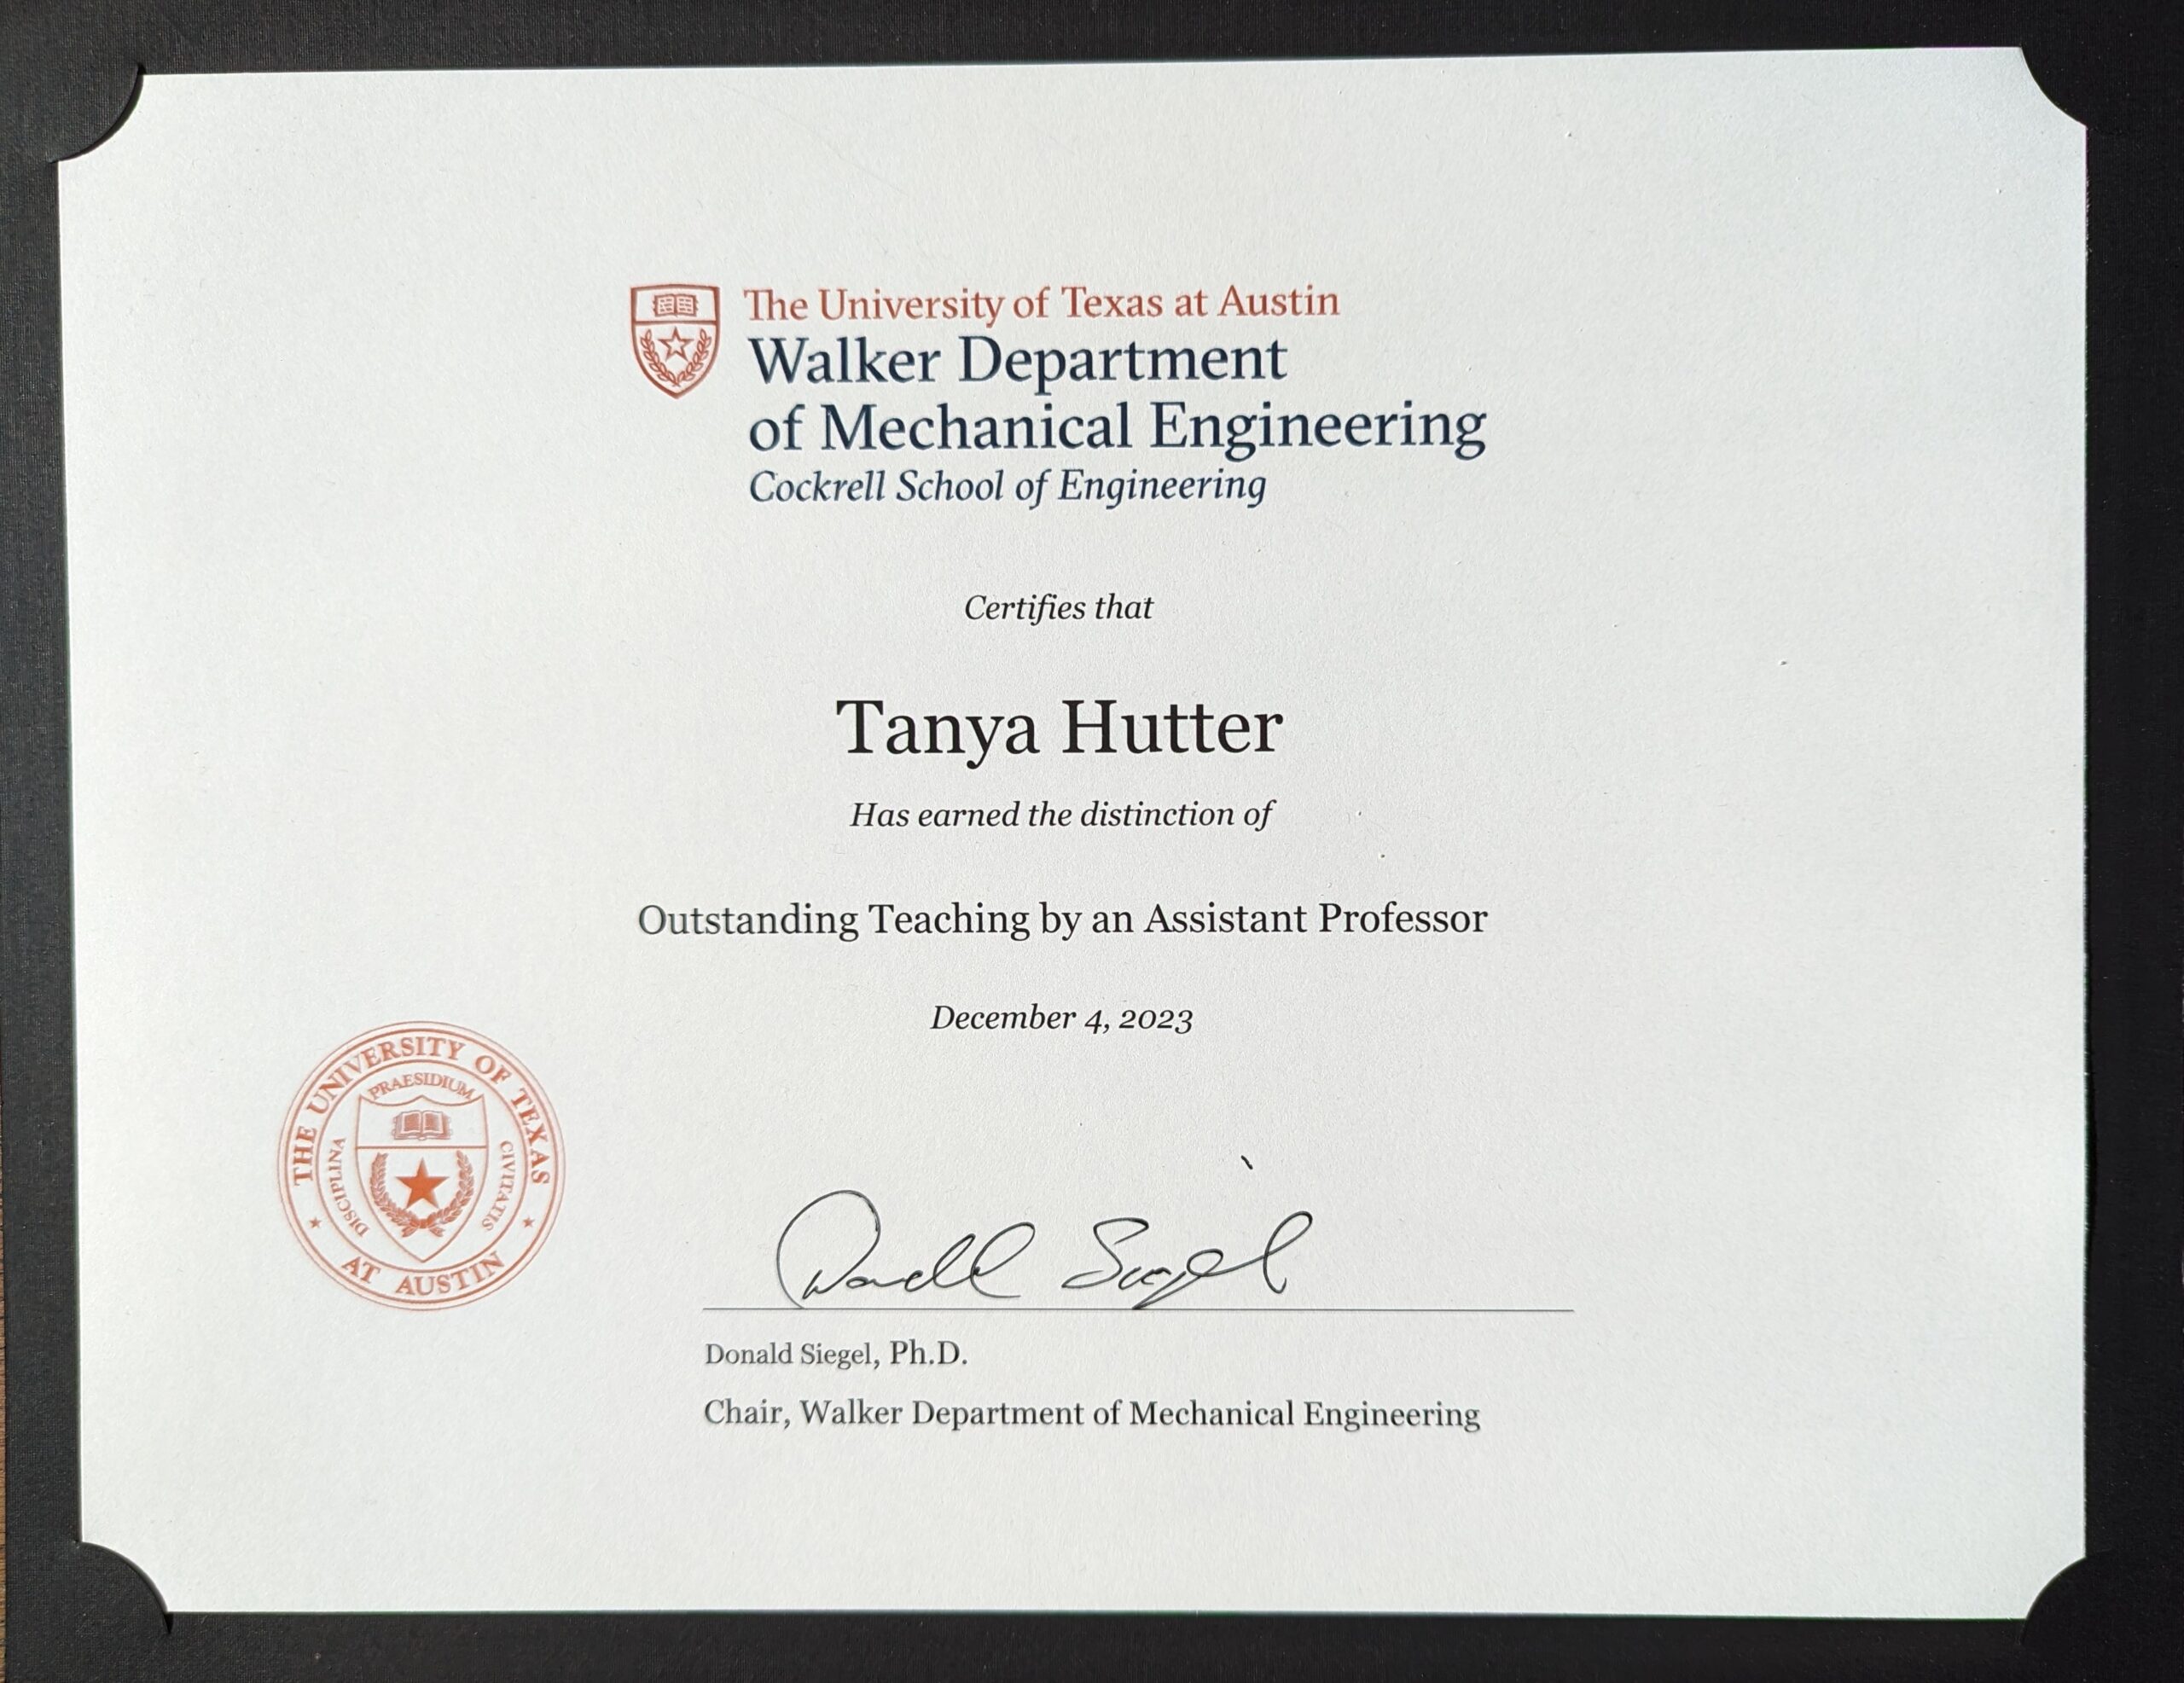 The University of Texas at Austin
Walker Department
of Mechanical Engineering
Cockrell School of Engineering
Certifies that
Tanya Hutter
Has earned the distinction of
Outstanding Teaching by an Assistant Professor
December 4, 2023
THE UNIVERSITY OF TEXAS
AT AUSTIN
DISCIPLINA
PRAESIDIUM
CIVITATIS
Donald Siegel
Donald Siegel, Ph.D.
Chair, Walker Department of Mechanical Engineering